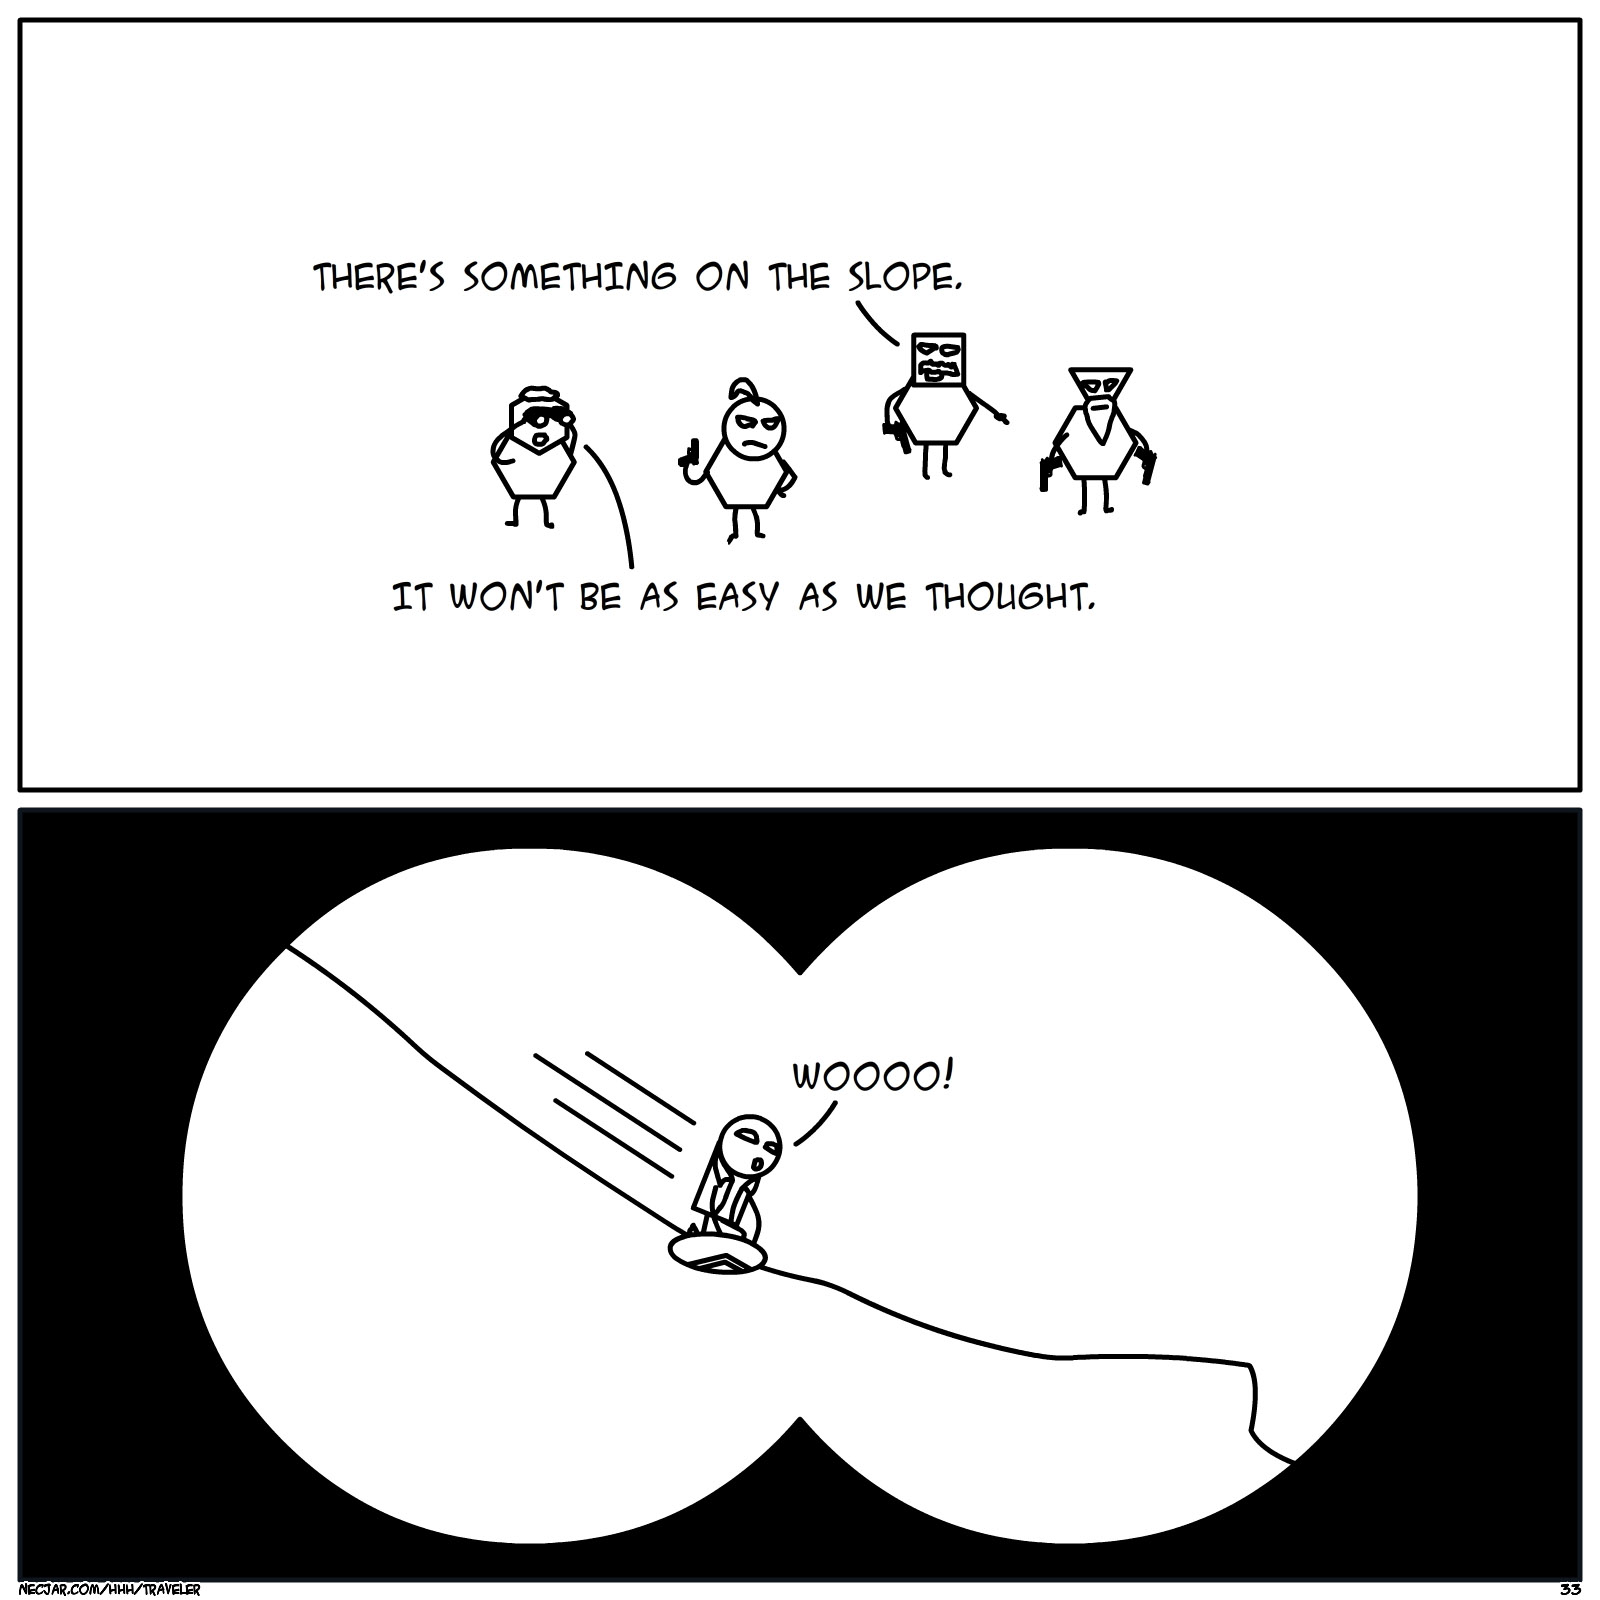 THERE'S SOMETHING ON THE SLOPE.
IT WON'T BE AS EASY AS WE THOUGHT.
WOOOO!
NECJAR.COM/HHH/TRAVELER
33